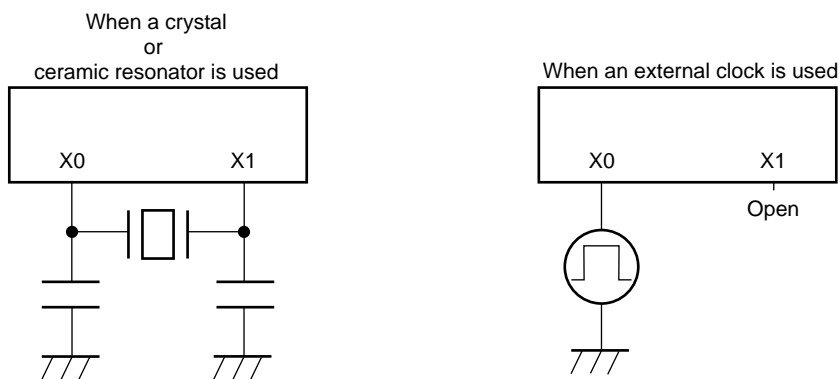 When a crystal
or
ceramic resonator is used
X0 X1
When an external clock is used
X0 X1
Open